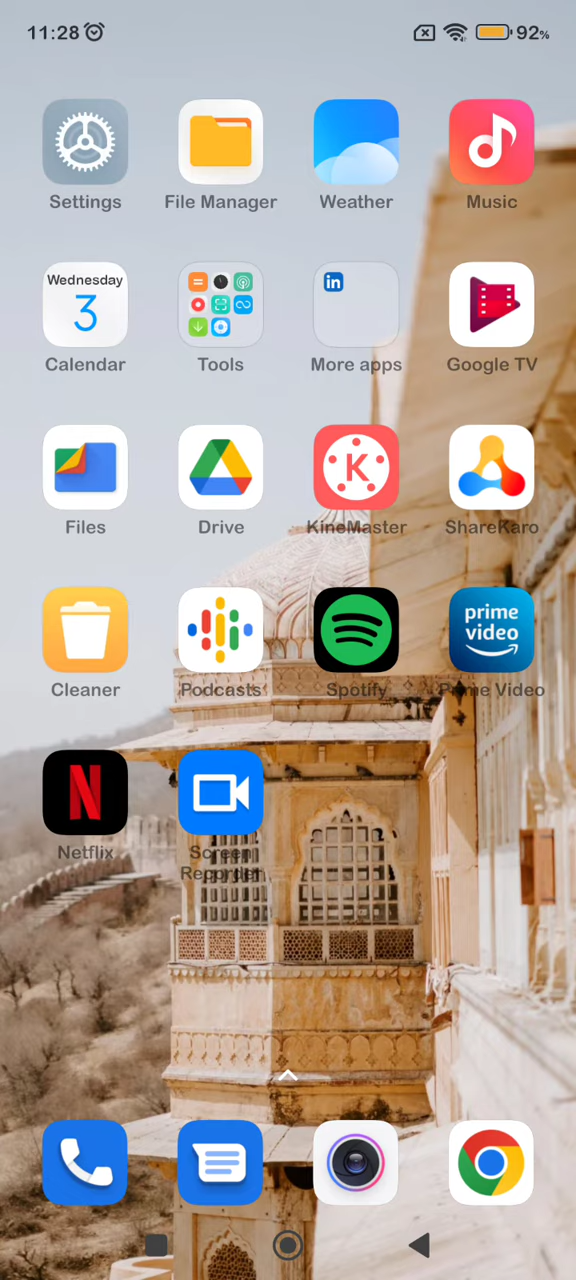 11:28
92%
Settings
File Manager
Weather
Music
Wednesday
3
in
Calendar
Tools
More apps
Google TV
K
Files
Drive
KineMaster
ShareKaro
prime
video
Cleaner
Podcasts
Spotify
Prime Video
N
Netflix
Screen
Recorder